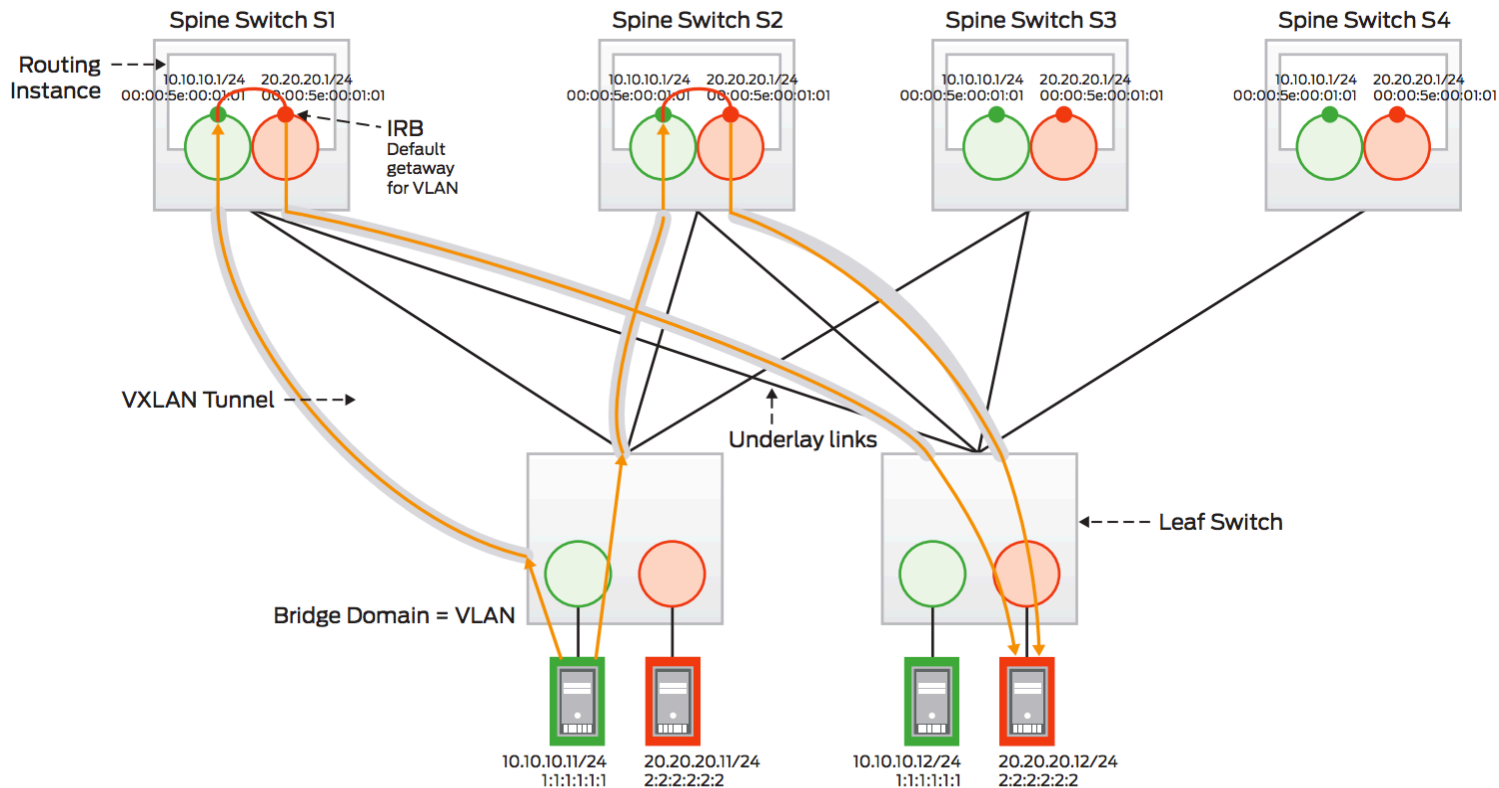 Spine Switch S1
Spine Switch S2
Spine Switch S3
Spine Switch S4
Routing
Instance
10.10.10.1/24
20.20.20.1/24
00:00:5e:00:01:01
00:00:5e:00:01:01
10.10.10.1/24
20.20.20.1/24
00:00:5e:00:01:01
00:00:5e:00:01:01
10.10.10.1/24
20.20.20.1/24
00:00:5e:00:01:01
00:00:5e:00:01:01
10.10.10.1/24
20.20.20.1/24
00:00:5e:00:01:01
00:00:5e:00:01:01
IRB
Default
getaway
for VLAN
VXLAN Tunnel
Underlay links
Leaf Switch
Bridge Domain = VLAN
10.10.10.11/24
1:1:1:1:1:1
20.20.20.11/24
2:2:2:2:2:2
10.10.10.12/24
1:1:1:1:1:1
20.20.20.12/24
2:2:2:2:2:2